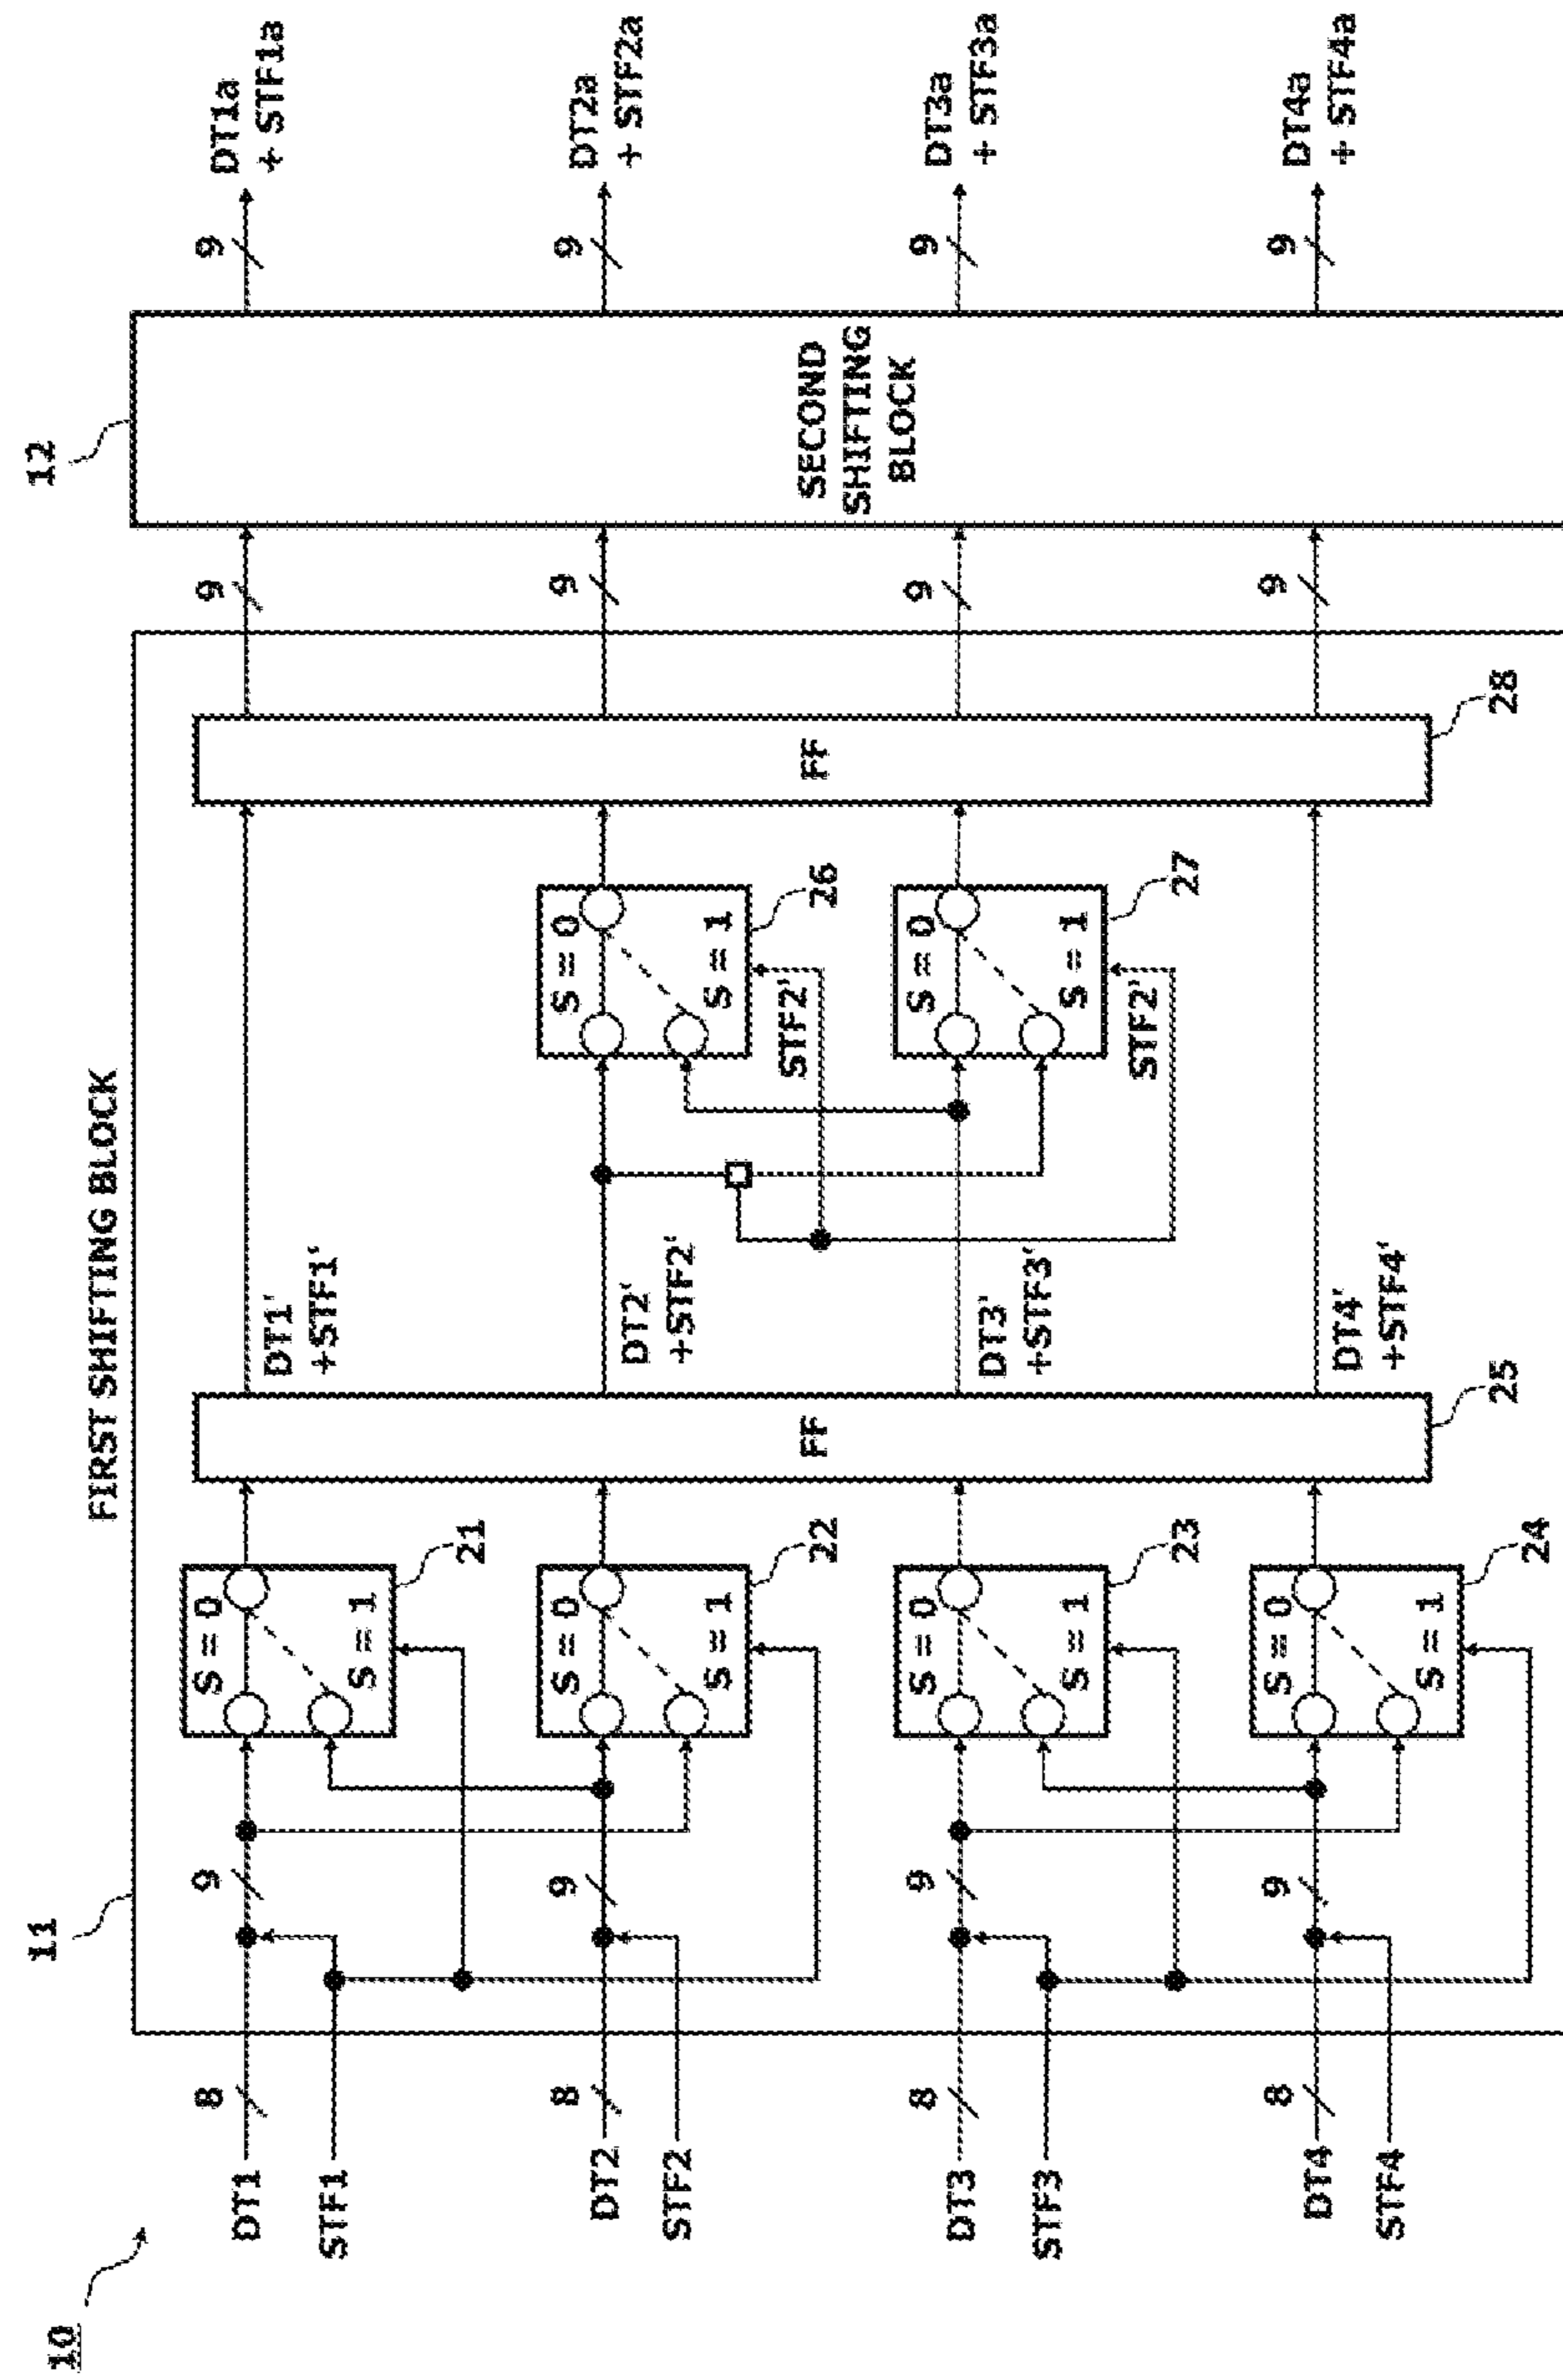 10
11
FIRST SHIFTING BLOCK
12
DT1
8
STF1
9
S = 0
S = 1
21
DT2
8
STF2
9
S = 0
S = 1
22
DT3
8
STF3
9
S = 0
S = 1
23
DT4
8
STF4
9
S = 0
S = 1
24
FF
25
DT1'
+STF1'
DT2'
+STF2'
DT3'
+STF3'
DT4'
+STF4'
S = 0
S = 1
26
STF2'
S = 0
S = 1
27
STF2'
FF
28
9
9
9
9
SECOND
SHIFTING
BLOCK
9
DT1a
+ STF1a
9
DT2a
+ STF2a
9
DT3a
+ STF3a
9
DT4a
+ STF4a